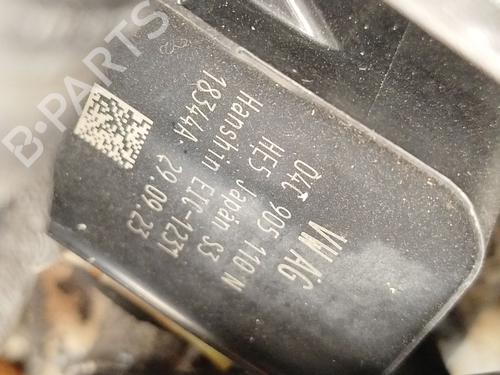 VW AG
04E 905 110 N
HE5 Japan S3
Hanshin EIC-1231
18344A
29.09.23
B-PARTS